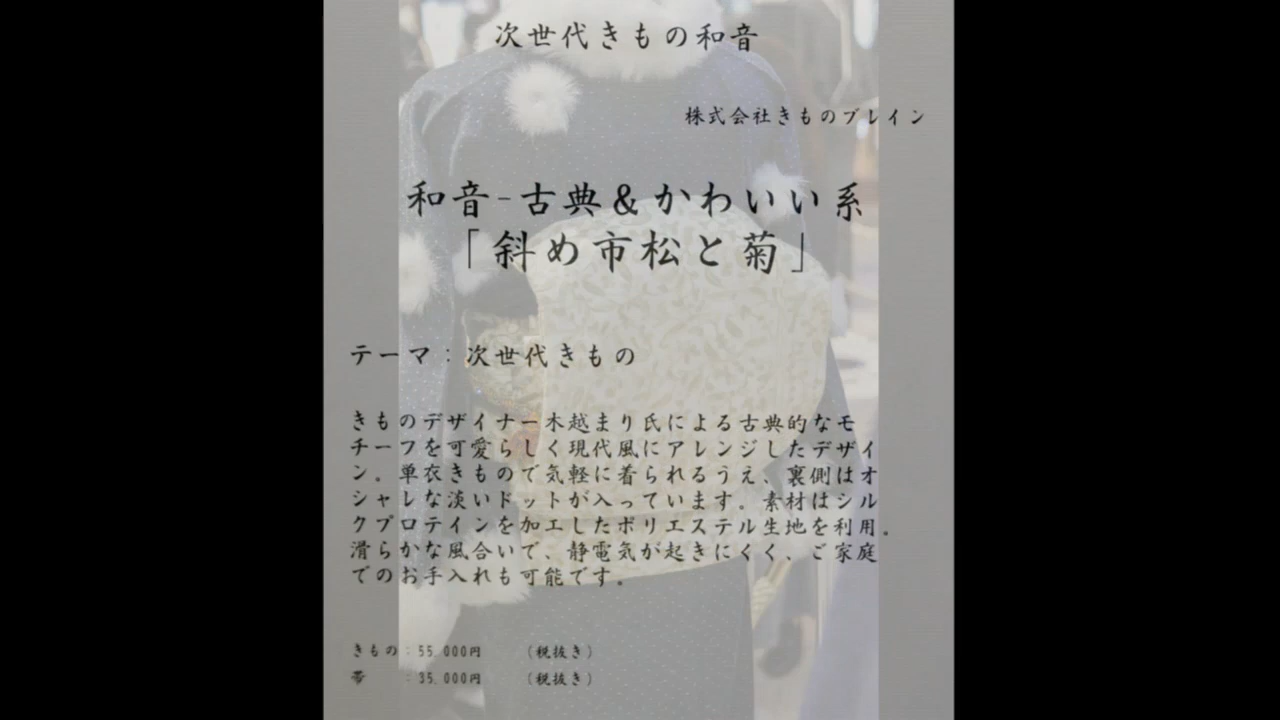 次世代きもの和音
株式会社きものブレイン
和音-古典＆かわいい系
「斜め市松と菊」
テーマ：次世代きもの
きものデザイナー木越まり氏による古典的なモ
チーフを可愛らしく現代風にアレンジしたデザイ
ン。単衣きもので気軽に着られるうえ、裏側はオ
シャレな淡いドットが入っています。素材はシル
クプロテインを加工したポリエステル生地を利用。
滑らかな風合いで、静電気が起きにくく、ご家庭
でのお手入れも可能です。
きもの：55,000円　（税抜き）
帯　　：35,000円　（税抜き）